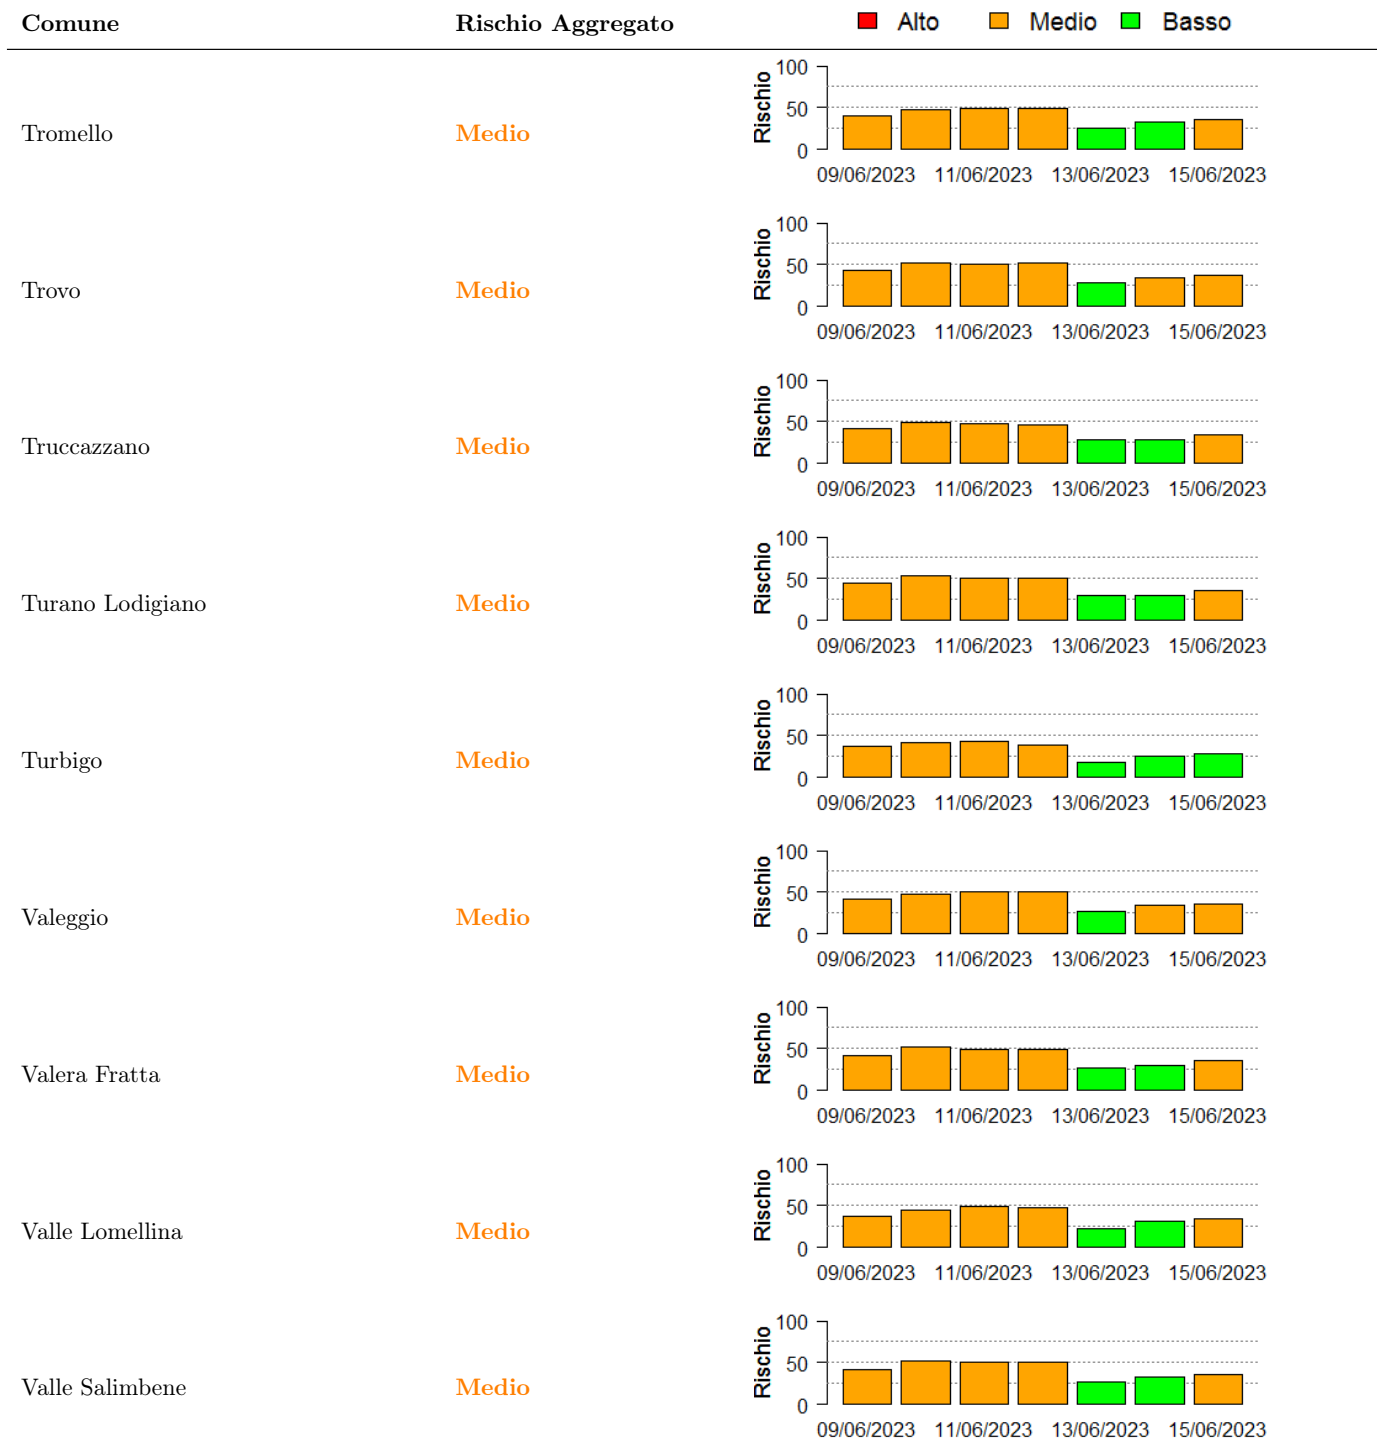 Comune Rischio Aggregato Alto Medio Basso
100
50
0
Rischio
Tromello Medio
09/06/2023 11/06/2023 13/06/2023 15/06/2023
100
50
0
Rischio
Trovo Medio
09/06/2023 11/06/2023 13/06/2023 15/06/2023
100
50
0
Rischio
Truccazzano Medio
09/06/2023 11/06/2023 13/06/2023 15/06/2023
100
50
0
Rischio
Turano Lodigiano Medio
09/06/2023 11/06/2023 13/06/2023 15/06/2023
100
50
0
Rischio
Turbigo Medio
09/06/2023 11/06/2023 13/06/2023 15/06/2023
100
50
0
Rischio
Valeggio Medio
09/06/2023 11/06/2023 13/06/2023 15/06/2023
100
50
0
Rischio
Valera Fratta Medio
09/06/2023 11/06/2023 13/06/2023 15/06/2023
100
50
0
Rischio
Valle Lomellina Medio
09/06/2023 11/06/2023 13/06/2023 15/06/2023
100
50
0
Rischio
Valle Salimbene Medio
09/06/2023 11/06/2023 13/06/2023 15/06/2023